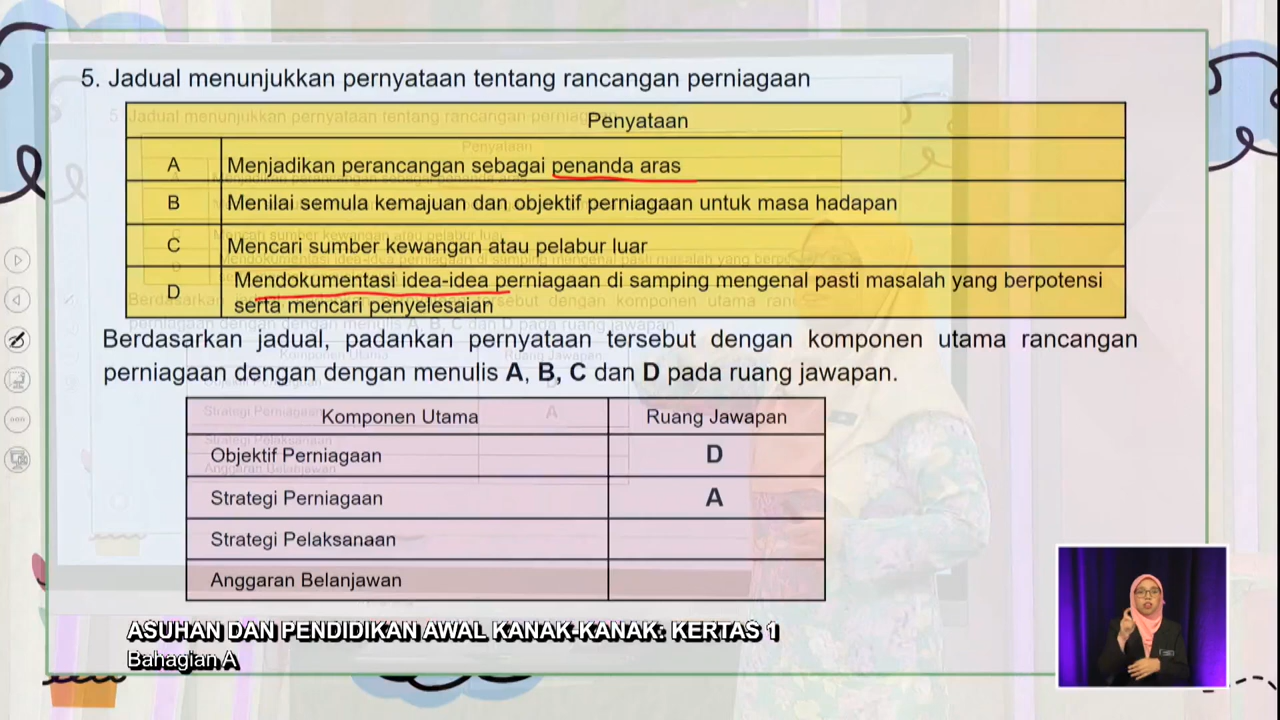 5. Jadual menunjukkan pernyataan tentang rancangan perniagaan
Penyataan
A Menjadikan perancangan sebagai penanda aras
B Menilai semula kemajuan dan objektif perniagaan untuk masa hadapan
C Mencari sumber kewangan atau pelabur luar
D Mendokumentasi idea-idea perniagaan di samping mengenal pasti masalah yang berpotensi
serta mencari penyelesaian
Berdasarkan jadual, padankan pernyataan tersebut dengan komponen utama rancangan
perniagaan dengan dengan menulis A, B, C dan D pada ruang jawapan.
Komponen Utama Ruang Jawapan
Objektif Perniagaan D
Strategi Perniagaan A
Strategi Pelaksanaan
Anggaran Belanjawan
ASUHAN DAN PENDIDIKAN AWAL KANAK-KANAK: KERTAS 1
Bahagian A